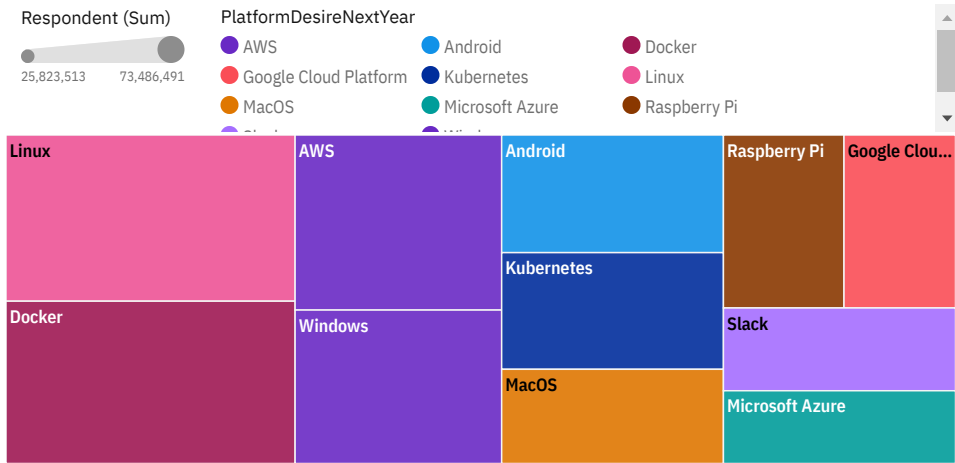 Respondent (Sum)
25,823,513 73,486,491
PlatformDesireNextYear
AWS Android Docker
Google Cloud Platform Kubernetes Linux
MacOS Microsoft Azure Raspberry Pi
Linux
AWS
Android
Raspberry Pi
Google Clou...
Kubernetes
Docker
Windows
Slack
MacOS
Microsoft Azure